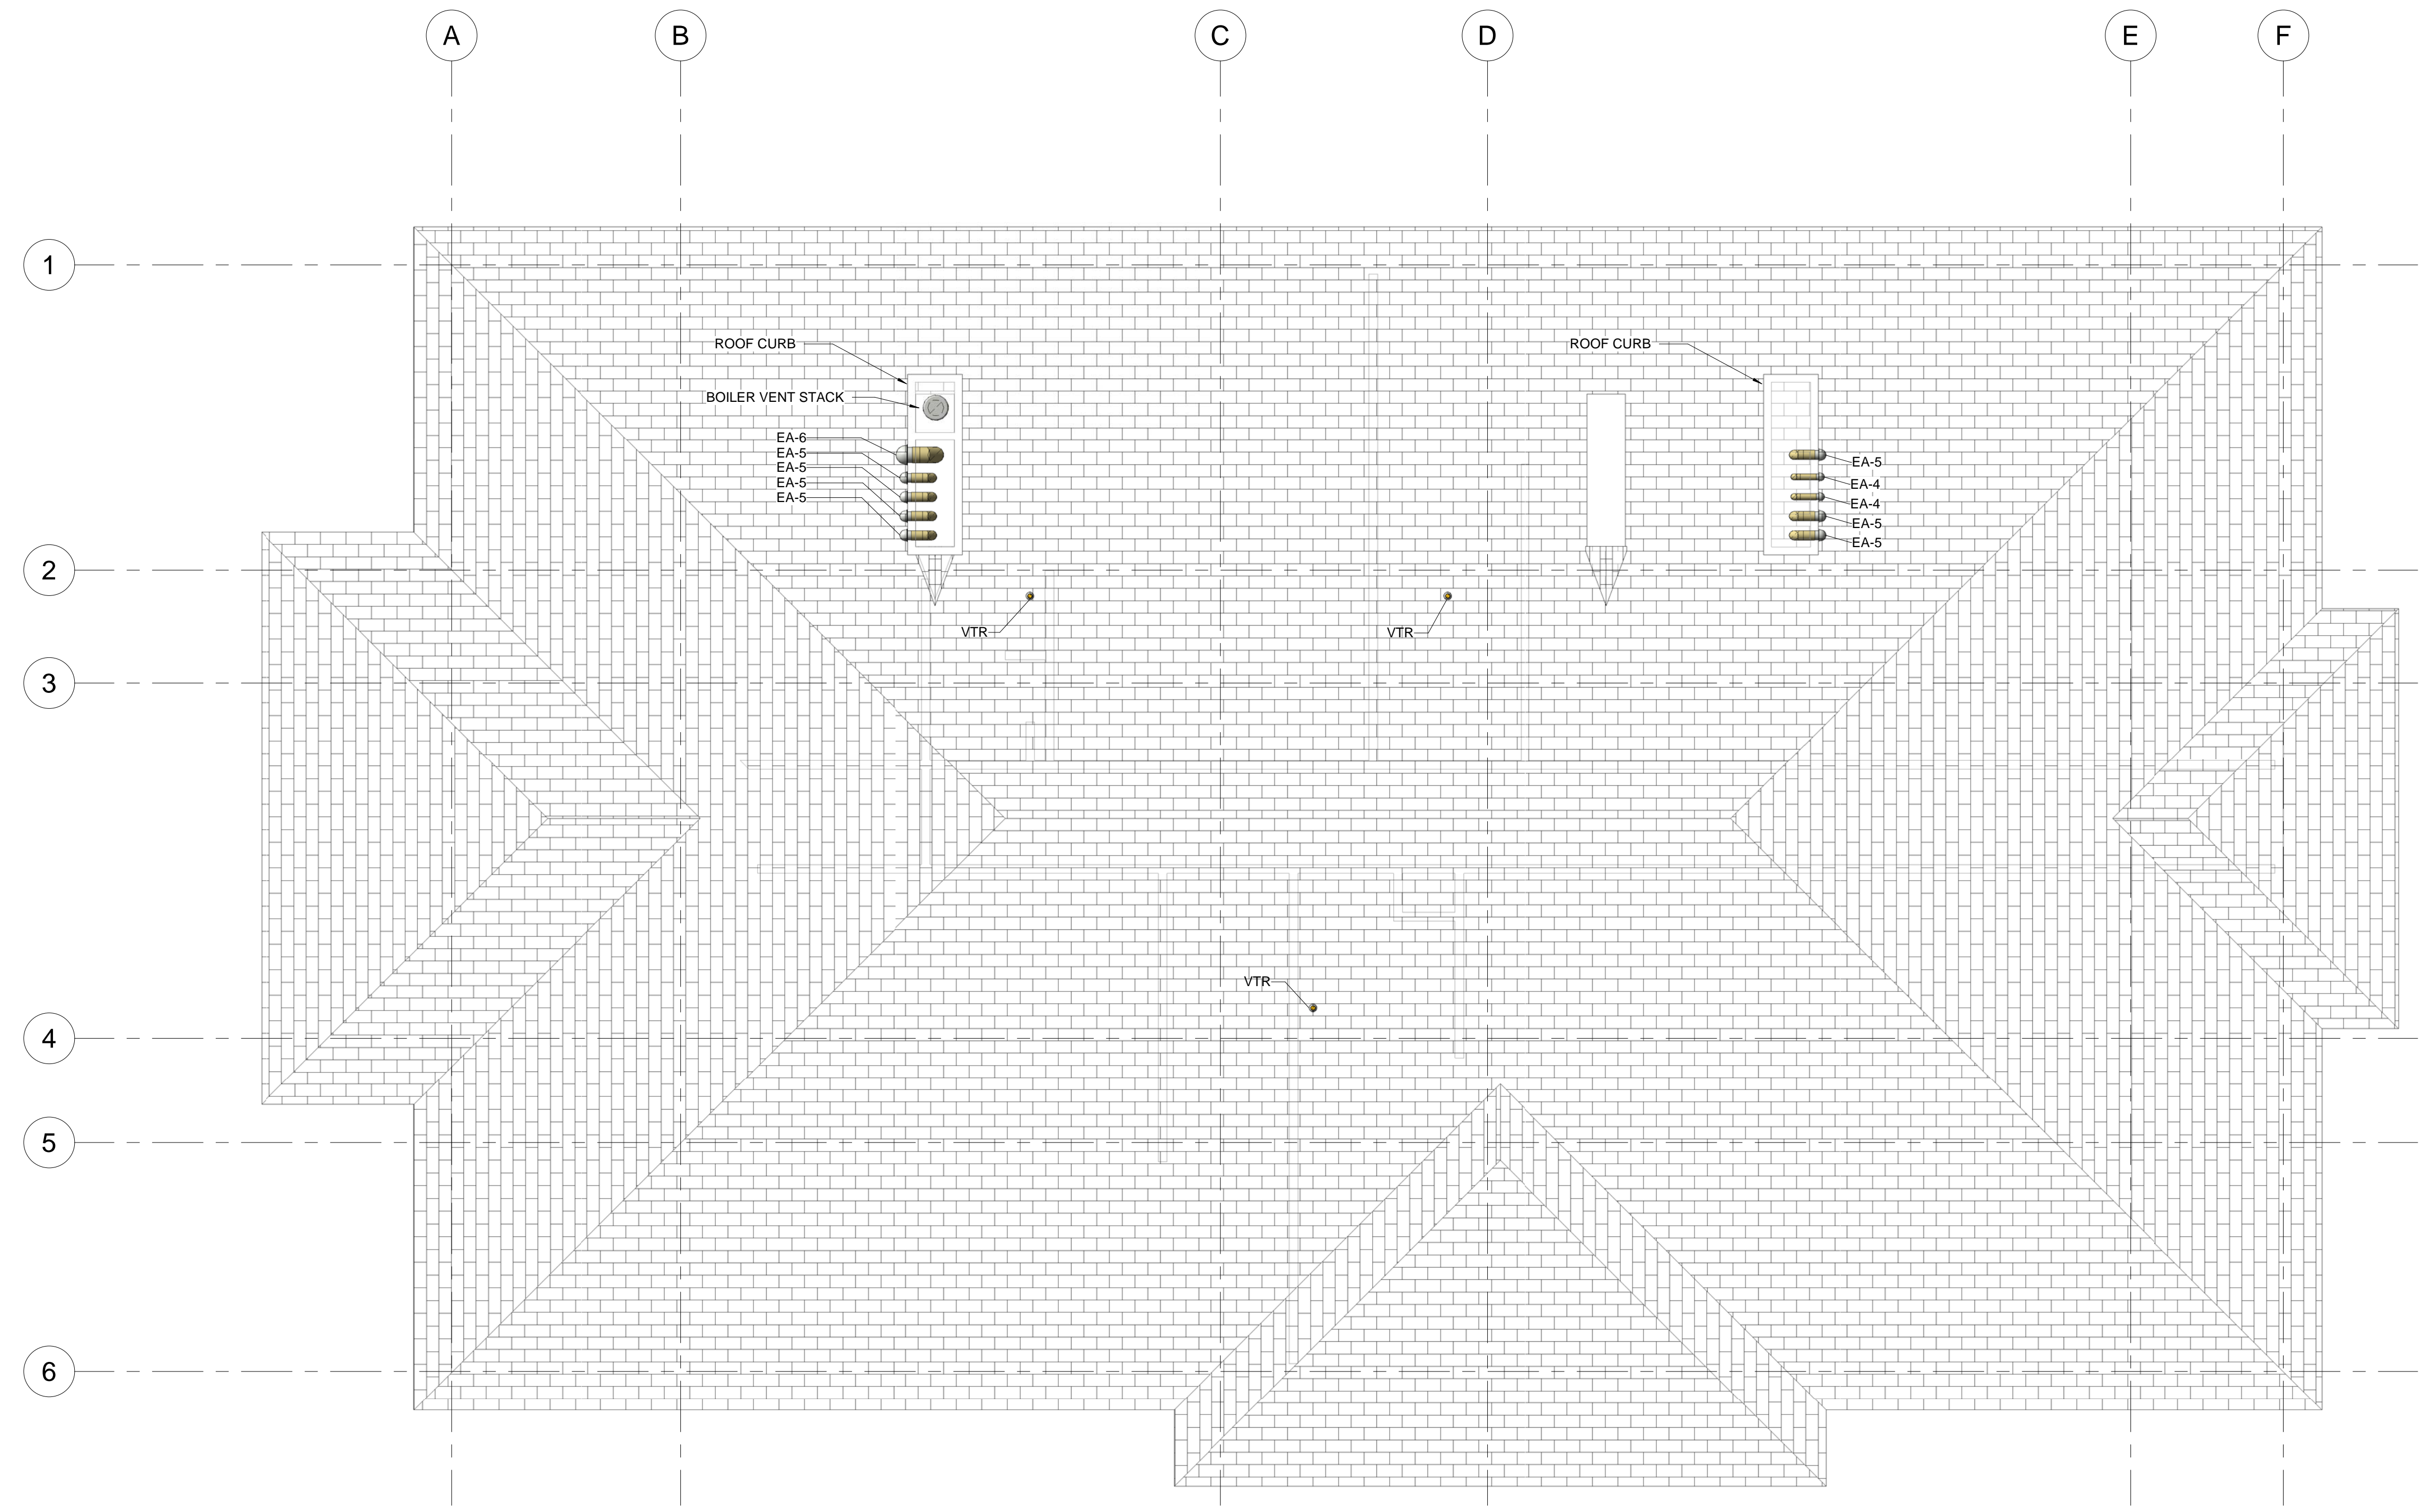 A
B
C
D
E
F
1
ROOF CURB
ROOF CURB
BOILER VENT STACK
EA-6
EA-5
EA-5
EA-5
EA-5
EA-5
EA-4
EA-4
EA-5
EA-5
2
VTR
VTR
3
VTR
4
5
6